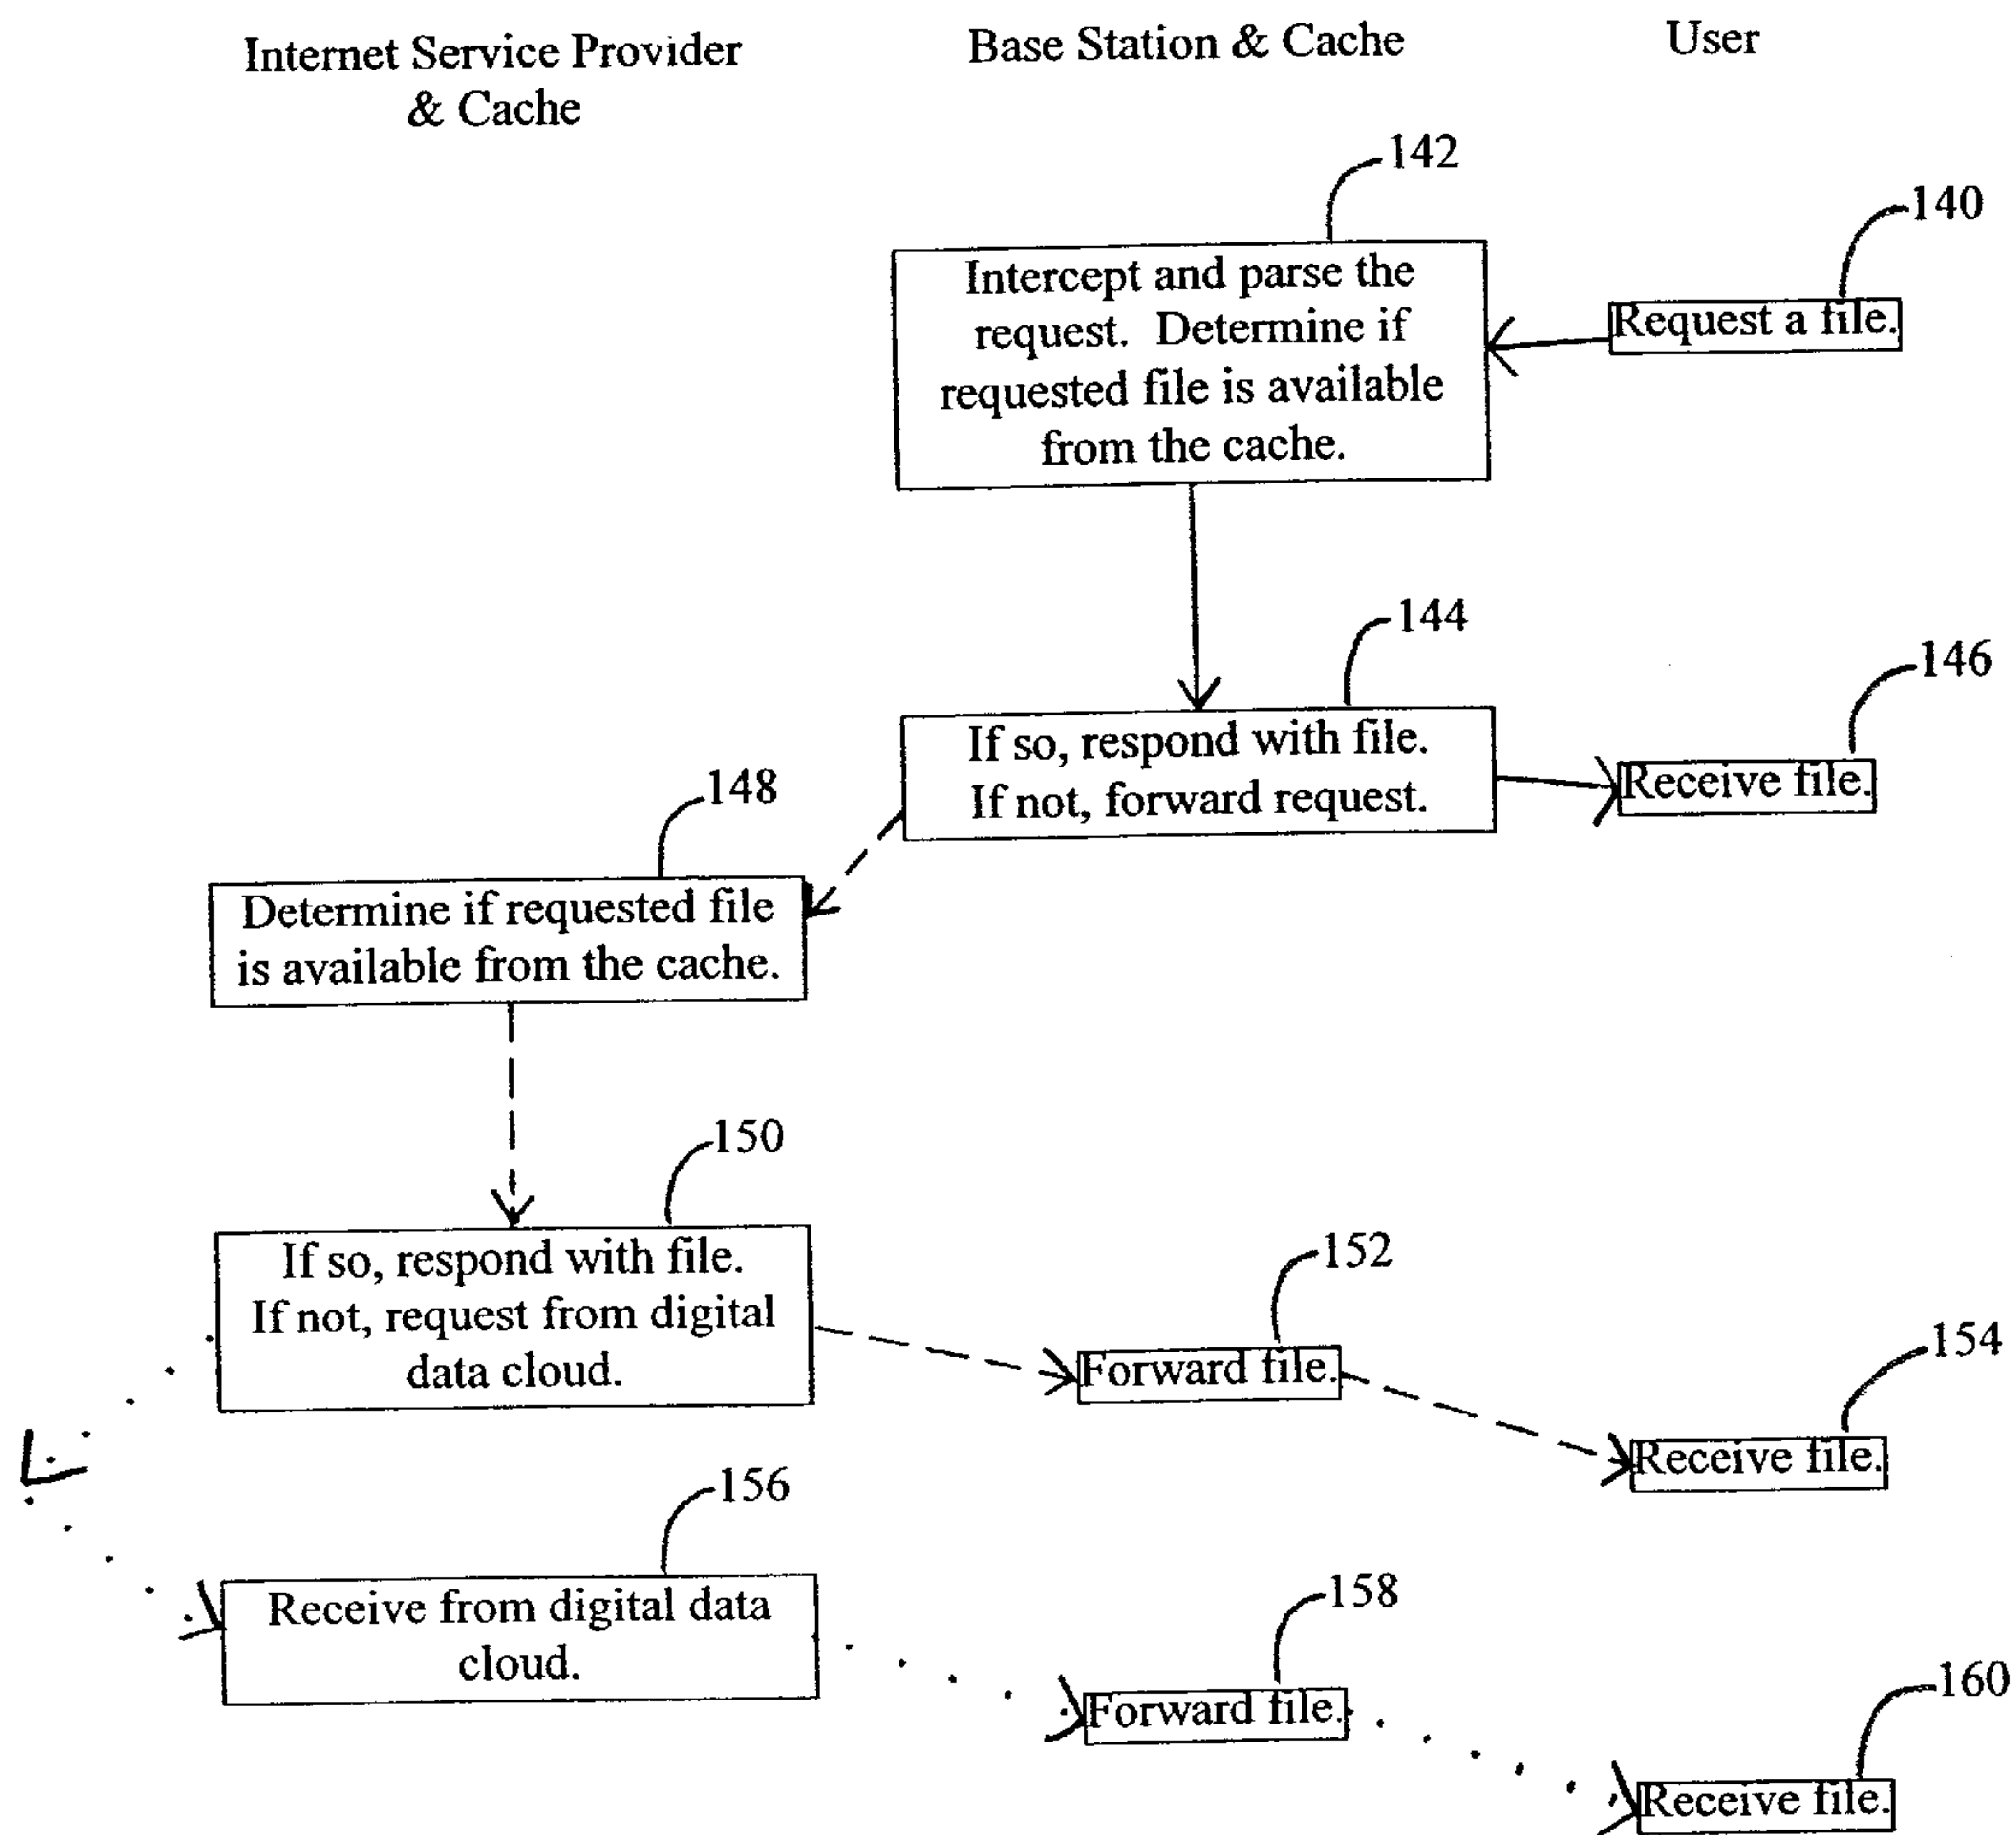 Internet Service Provider
& Cache
Base Station & Cache
User
142
140
Intercept and parse the
request. Determine if
requested file is available
from the cache.
Request a file.
144
146
If so, respond with file.
If not, forward request.
Receive file.
148
Determine if requested file
is available from the cache.
150
If so, respond with file.
If not, request from digital
data cloud.
152
Forward file.
154
Receive file.
156
Receive from digital data
cloud.
158
Forward file.
160
Receive file.